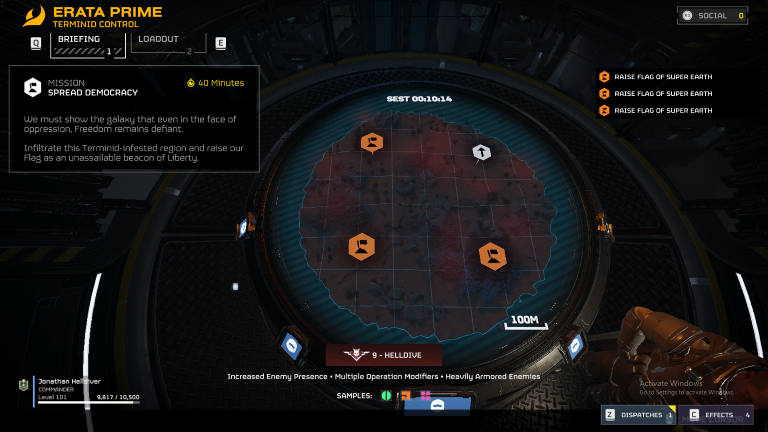 ERATA PRIME
TERMINID CONTROL
SOCIAL 0
Q
BRIEFING
1
LOADOUT
2
E
MISSION
SPREAD DEMOCRACY
40 Minutes
We must show the galaxy that even in the face of
oppression, Freedom remains defiant.
Infiltrate this Terminid-infested region and raise our
Flag as an unassailable beacon of Liberty.
RAISE FLAG OF SUPER EARTH
RAISE FLAG OF SUPER EARTH
RAISE FLAG OF SUPER EARTH
SEST 00:10:14
100M
9 - HELLDIVE
Increased Enemy Presence • Multiple Operation Modifiers • Heavily Armored Enemies
SAMPLES:
Jonathan Helldiver
COMMANDER
Level 101
9,817 / 10,500
Activate Windows
Go to Settings to activate Windows.
Z DISPATCHES 1
C EFFECTS 4
CURSOR